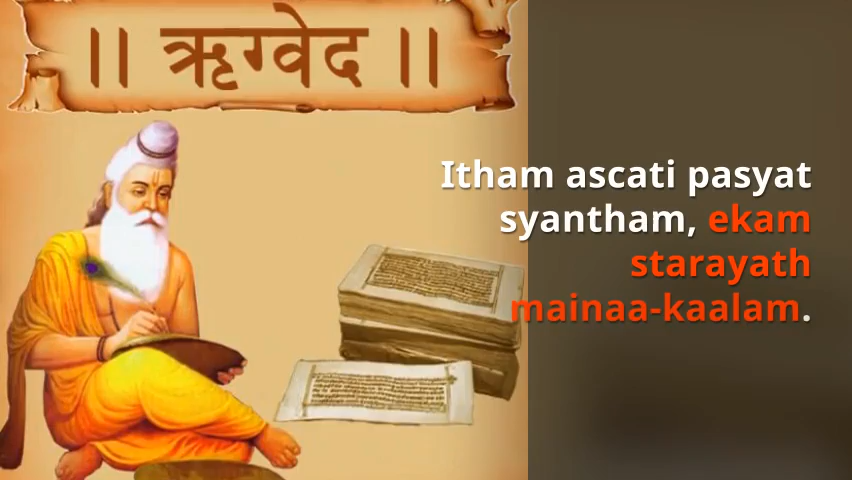 ।। ऋग्वेद ।।
Itham ascati pasyat
syantham, ekam
starayath
mainaa-kaalam.